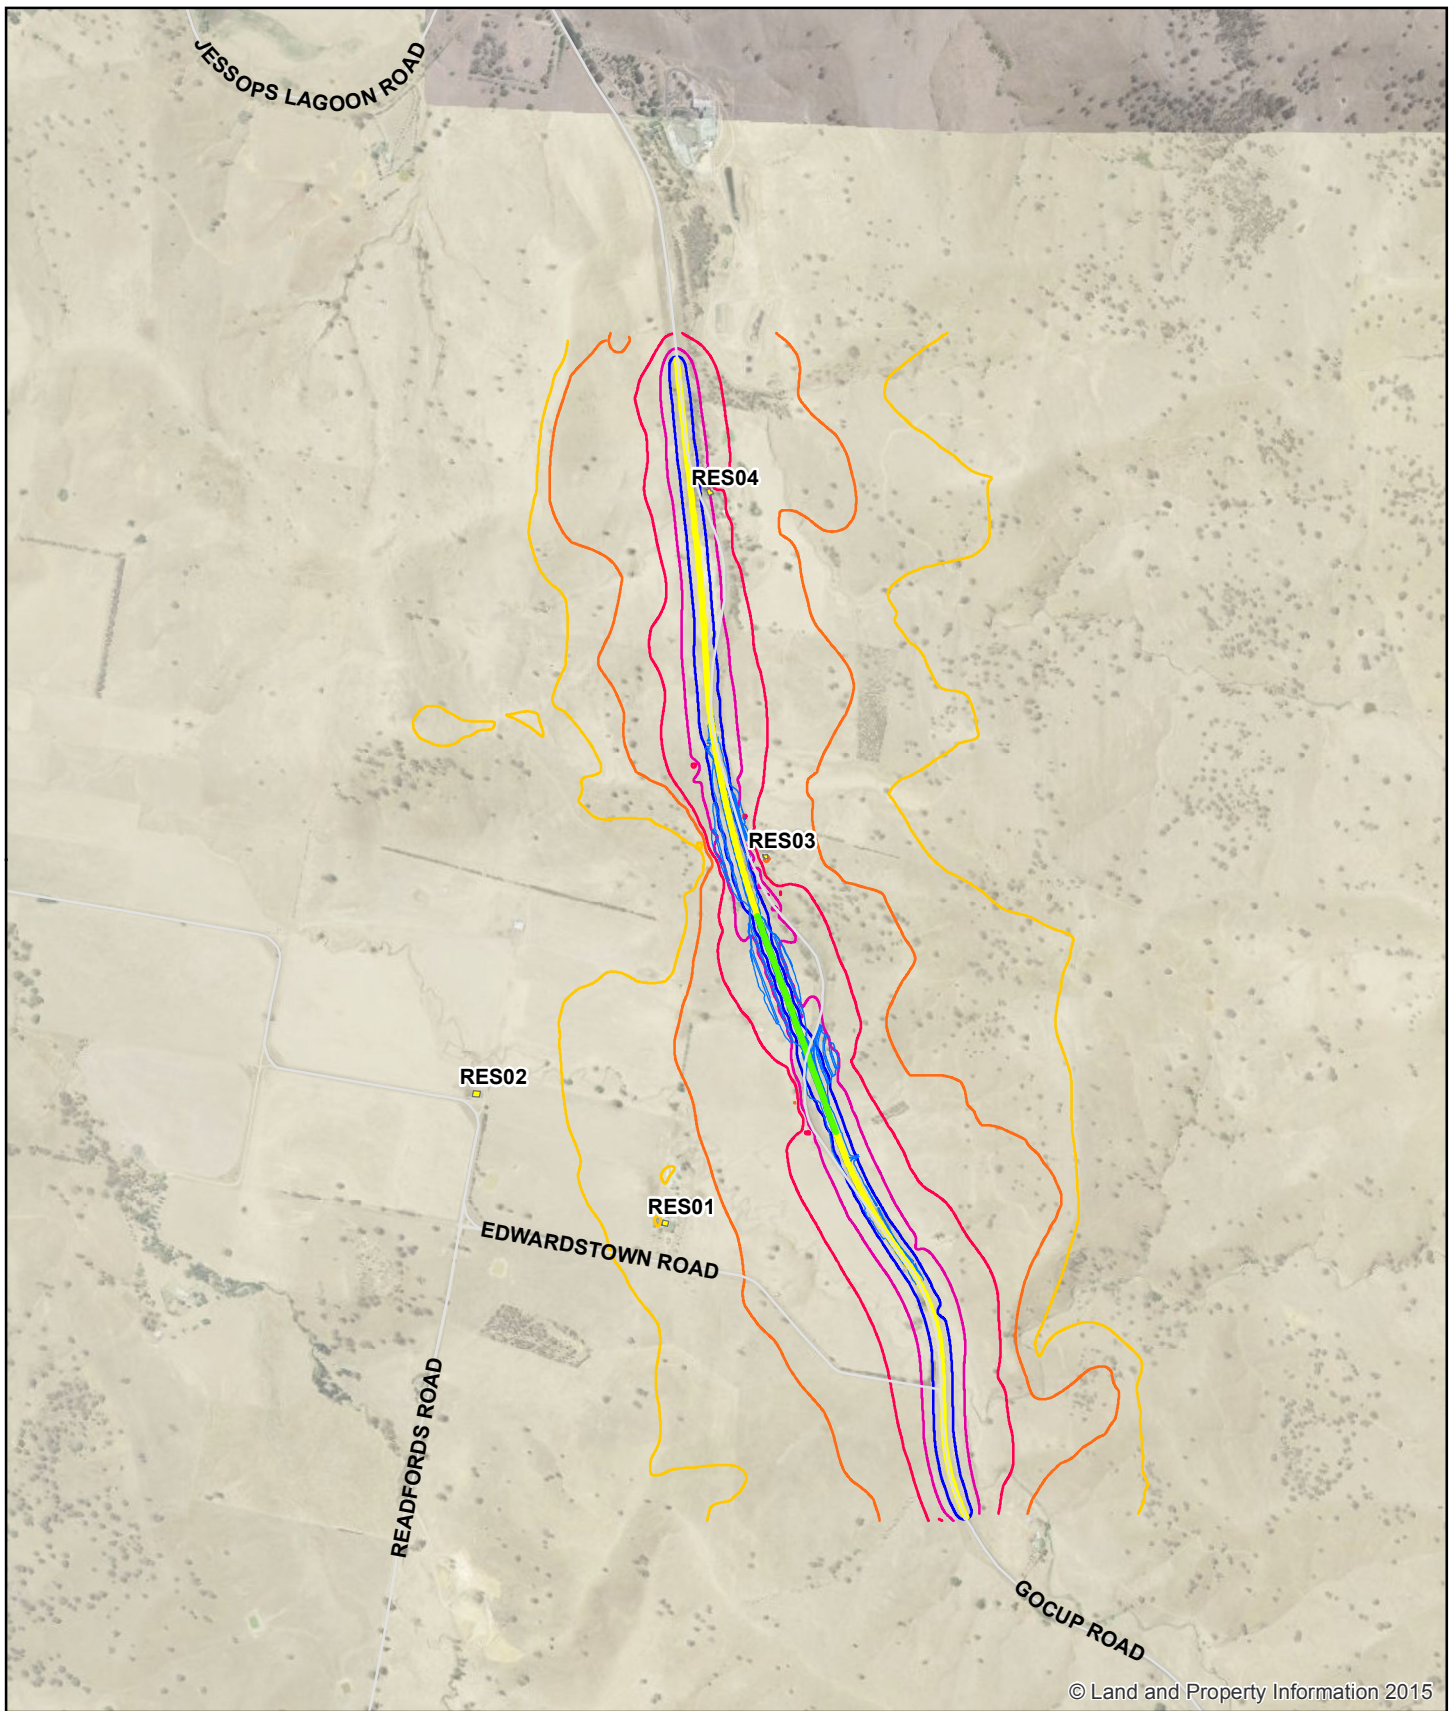 JESSOPS LAGOON ROAD
RES04
RES03
RES02
RES01
EDWARDSTOWN ROAD
READFORDS ROAD
GOCUP ROAD
© Land and Property Information 2015